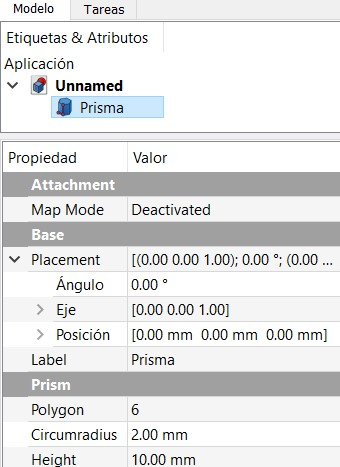 Modelo Tareas
Etiquetas & Atributos
Aplicación
Unnamed
Prisma
Propiedad Valor
Attachment
Map Mode Deactivated
Base
Placement [(0.00 0.00 1.00); 0.00 °; (0.00 ...
Ángulo 0.00 °
Eje [0.00 0.00 1.00]
Posición [0.00 mm 0.00 mm 0.00 mm]
Label Prisma
Prism
Polygon 6
Circumradius 2.00 mm
Height 10.00 mm